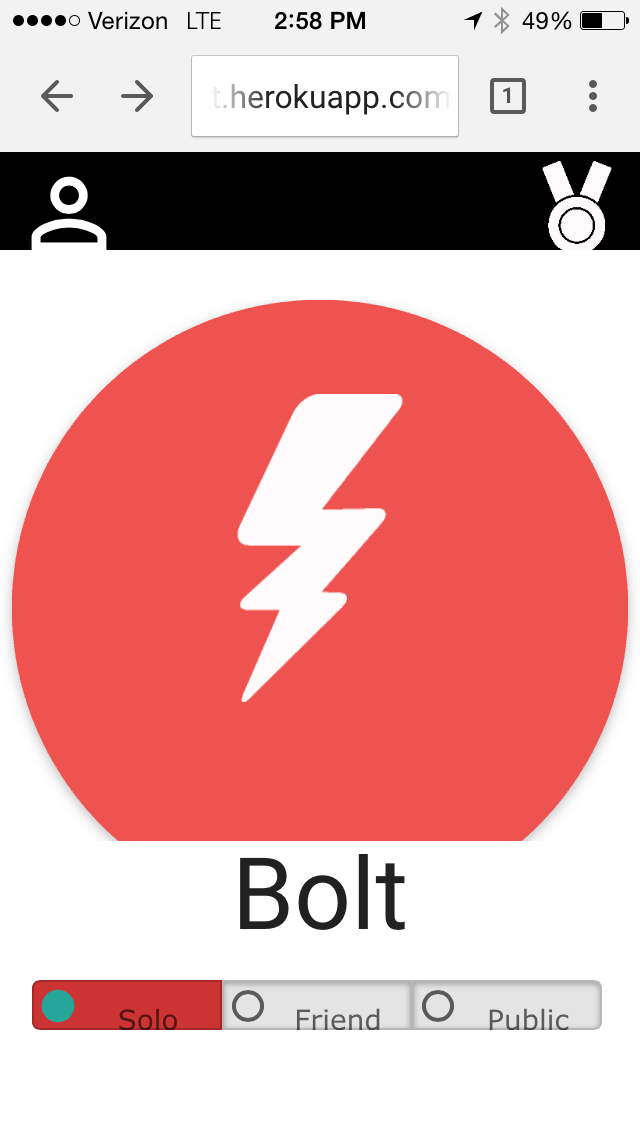 Verizon LTE 2:58 PM 49%
t.herokuapp.com 1
Bolt
Solo Friend Public